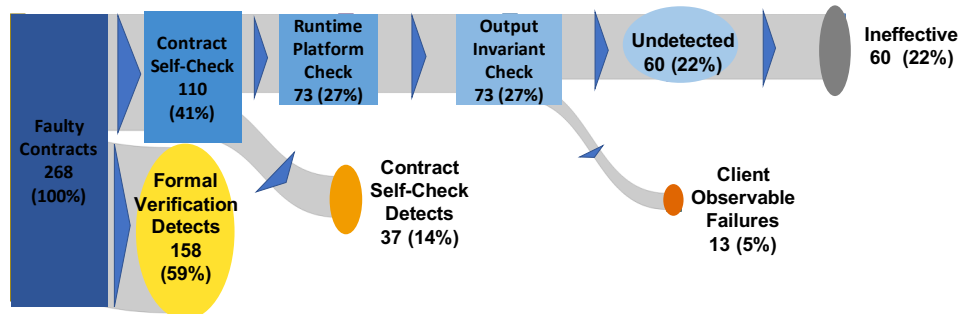 Faulty
Contracts
268
(100%)
Contract
Self-Check
110
(41%)
Formal
Verification
Detects
158
(59%)
Runtime
Platform
Check
73 (27%)
Contract
Self-Check
Detects
37 (14%)
Output
Invariant
Check
73 (27%)
Undetected
60 (22%)
Client
Observable
Failures
13 (5%)
Ineffective
60 (22%)